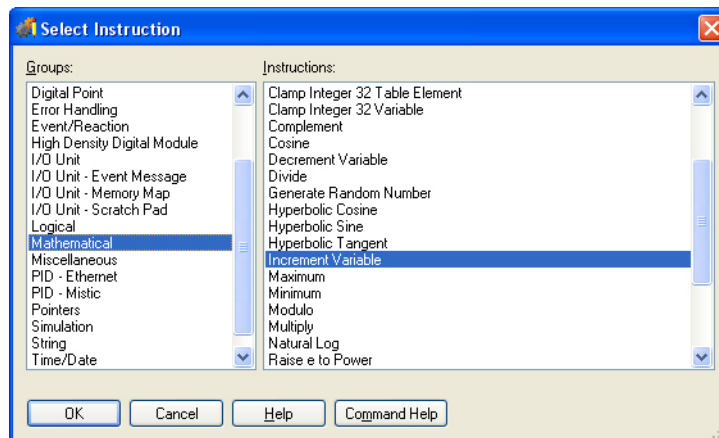 Select Instruction
Groups:
Digital Point
Error Handling
Event/Reaction
High Density Digital Module
I/O Unit
I/O Unit - Event Message
I/O Unit - Memory Map
I/O Unit - Scratch Pad
Logical
Mathematical
Miscellaneous
PID - Ethernet
PID - Mistic
Pointers
Simulation
String
Time/Date
Instructions:
Clamp Integer 32 Table Element
Clamp Integer 32 Variable
Complement
Cosine
Decrement Variable
Divide
Generate Random Number
Hyperbolic Cosine
Hyperbolic Sine
Hyperbolic Tangent
Increment Variable
Maximum
Minimum
Modulo
Multiply
Natural Log
Raise e to Power
OK
Cancel
Help
Command Help